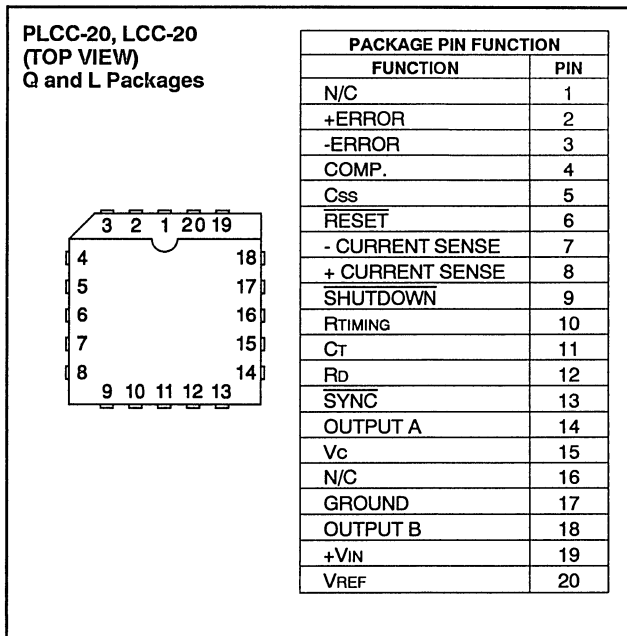 PLCC-20, LCC-20
(TOP VIEW)
Q and L Packages
3 2 1 20 19
4 18
5 17
6 16
7 15
8 14
9 10 11 12 13
PACKAGE PIN FUNCTION
FUNCTION PIN
N/C 1
+ERROR 2
-ERROR 3
COMP. 4
Css 5
R̅E̅S̅E̅T̅ 6
- CURRENT SENSE 7
+ CURRENT SENSE 8
S̅H̅U̅T̅D̅O̅W̅N̅ 9
RTIMING 10
CT 11
RD 12
S̅Y̅N̅C̅ 13
OUTPUT A 14
Vc 15
N/C 16
GROUND 17
OUTPUT B 18
+VIN 19
VREF 20